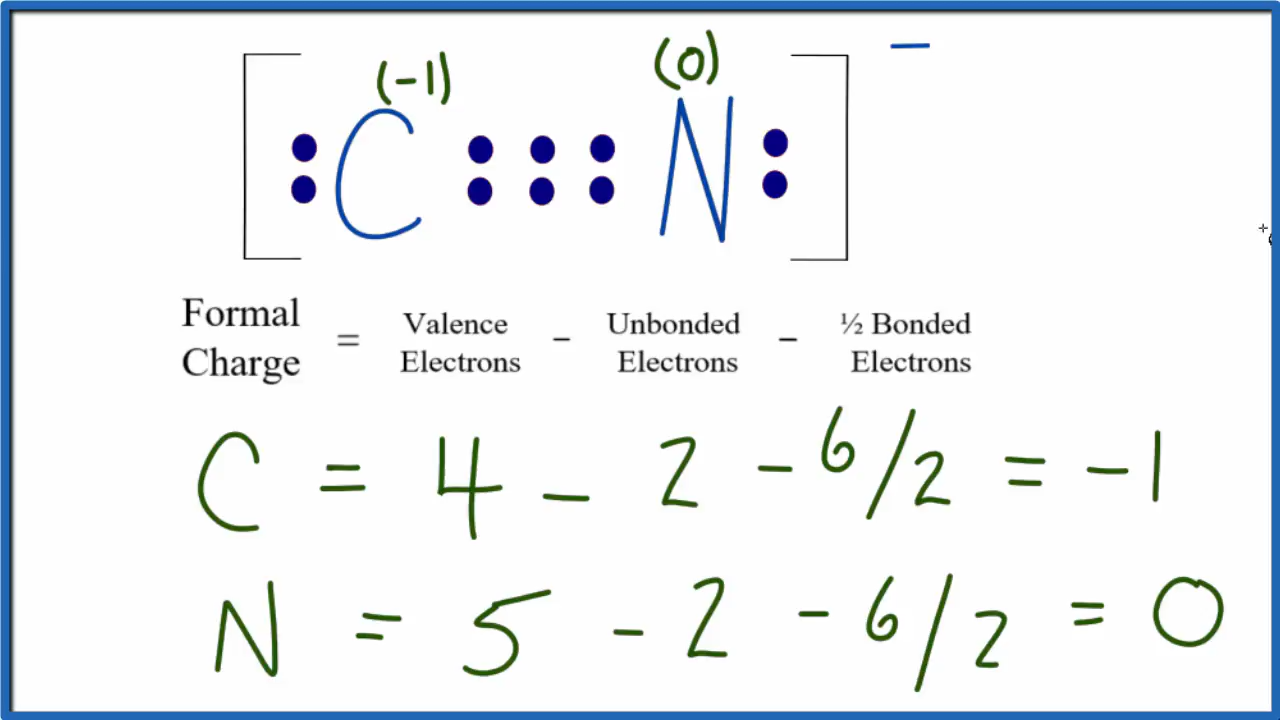 (-1) (0) −
[:C:::N:]
Formal Charge = Valence Electrons − Unbonded Electrons − ½ Bonded Electrons
C = 4 - 2 - 6/2 = -1
N = 5 - 2 - 6/2 = 0